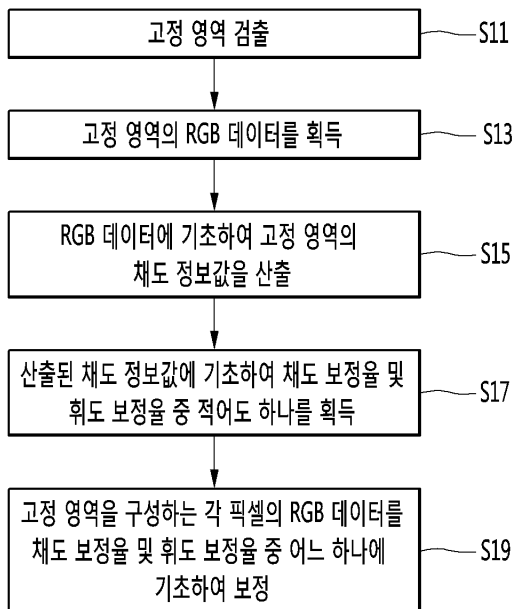 고정 영역 검출
S11
고정 영역의 RGB 데이터를 획득
S13
RGB 데이터에 기초하여 고정 영역의
채도 정보값을 산출
S15
산출된 채도 정보값에 기초하여 채도 보정율 및
휘도 보정율 중 적어도 하나를 획득
S17
고정 영역을 구성하는 각 픽셀의 RGB 데이터를
채도 보정율 및 휘도 보정율 중 어느 하나에
기초하여 보정
S19